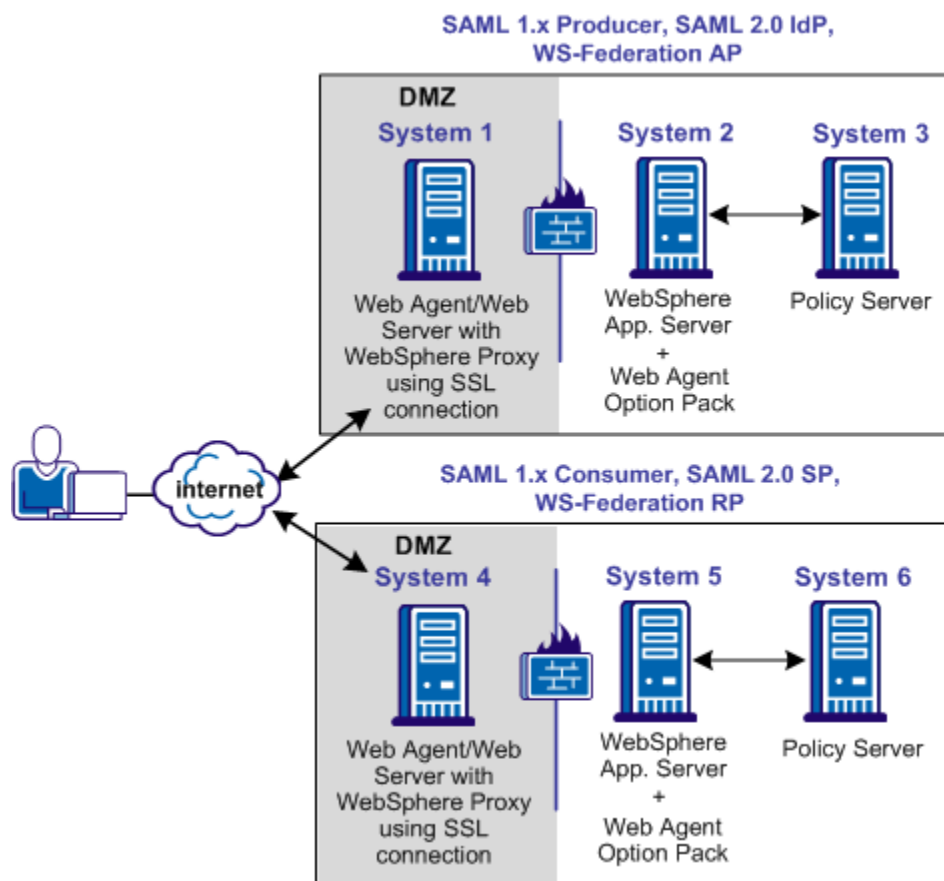 SAML 1.x Producer, SAML 2.0 IdP,
WS-Federation AP
DMZ
System 1
System 2
System 3
Web Agent/Web
Server with
WebSphere Proxy
using SSL
connection
WebSphere
App. Server
+
Web Agent
Option Pack
Policy Server
internet
SAML 1.x Consumer, SAML 2.0 SP,
WS-Federation RP
DMZ
System 4
System 5
System 6
Web Agent/Web
Server with
WebSphere Proxy
using SSL
connection
WebSphere
App. Server
+
Web Agent
Option Pack
Policy Server